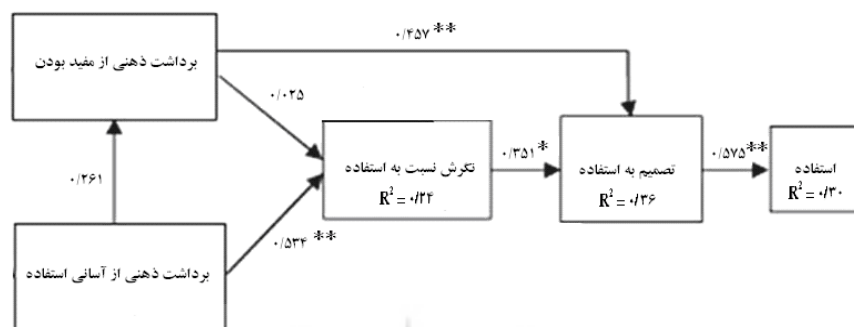 ۰/۴۵۷**
برداشت ذهنی از مفید بودن
۰/۰۲۵
۰/۲۶۱
نگرش نسبت به استفاده
R² = ۰/۲۴
۰/۳۵۱*
تصمیم به استفاده
R² = ۰/۳۶
۰/۵۷۵**
استفاده
R² = ۰/۳۰
۰/۵۳۴**
برداشت ذهنی از آسانی استفاده